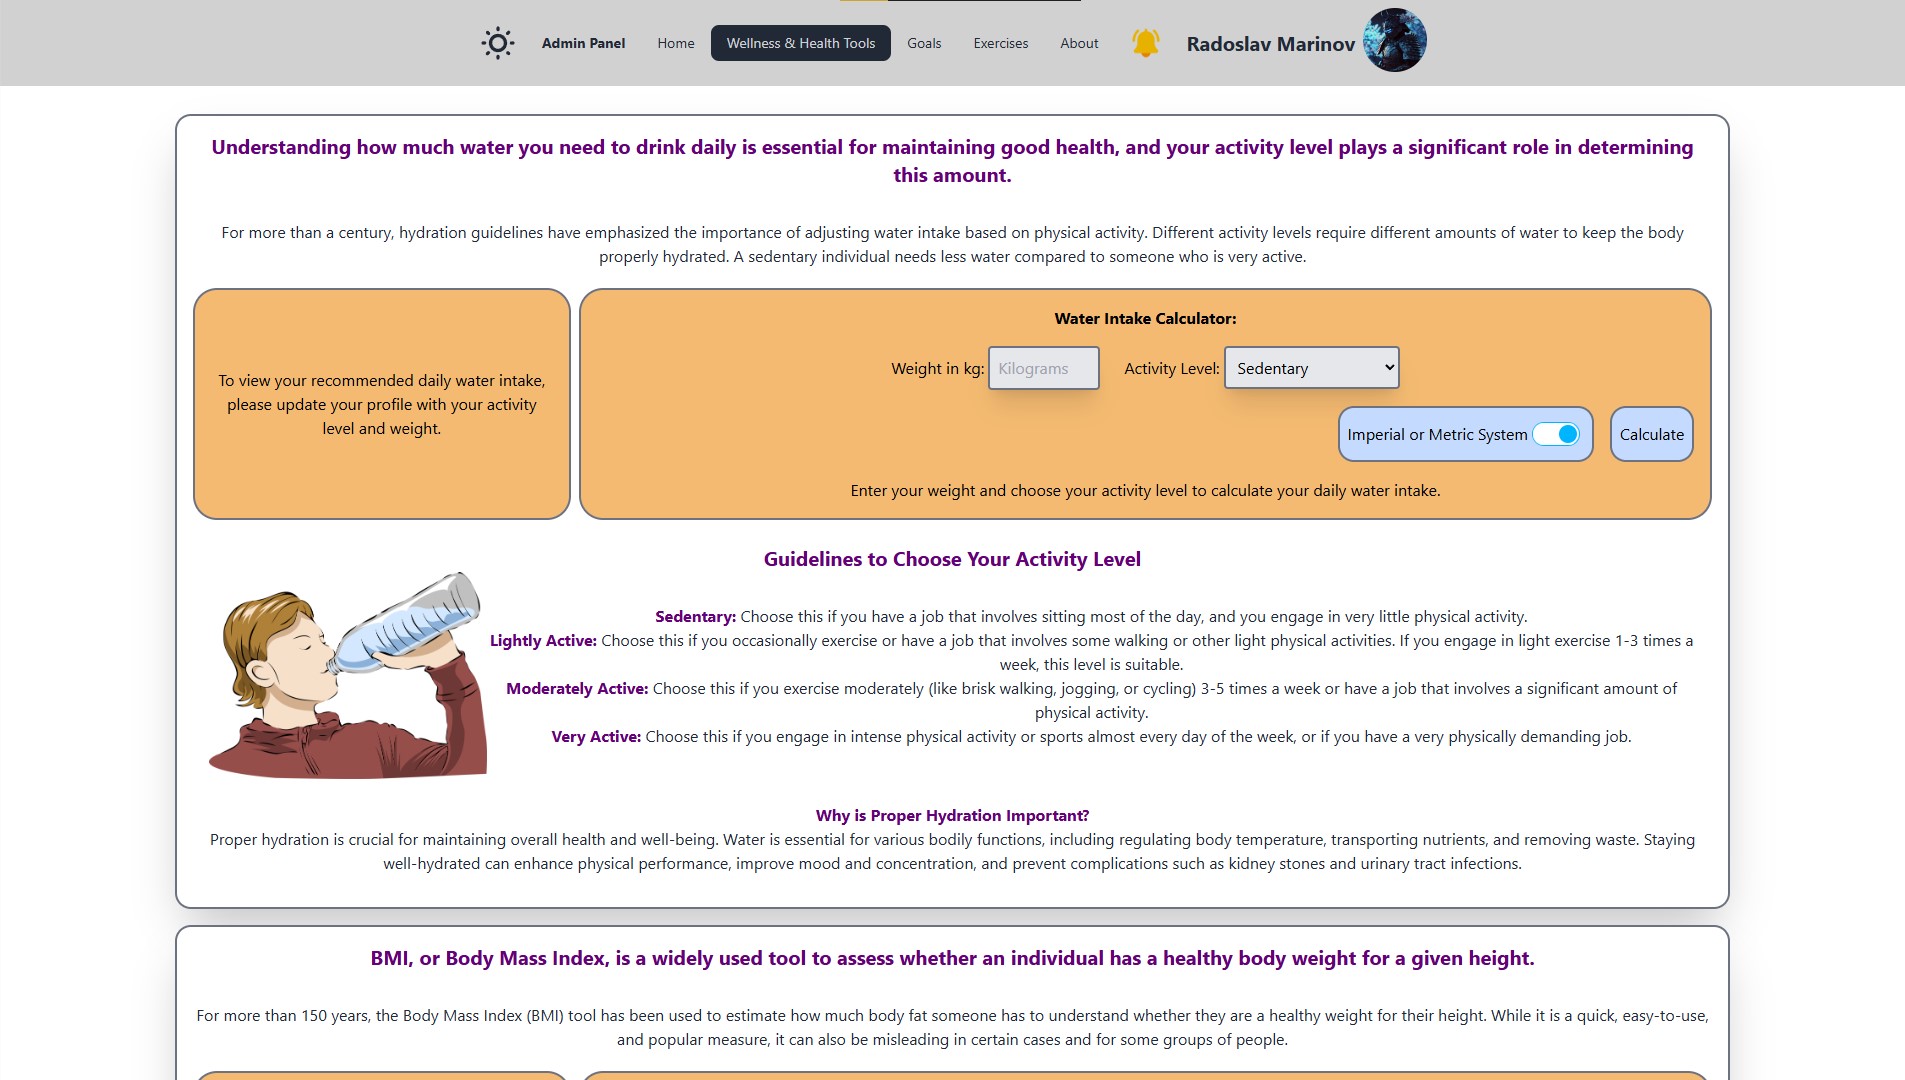 Admin Panel Home Wellness & Health Tools Goals Exercises About Radoslav Marinov
Understanding how much water you need to drink daily is essential for maintaining good health, and your activity level plays a significant role in determining
this amount.
For more than a century, hydration guidelines have emphasized the importance of adjusting water intake based on physical activity. Different activity levels require different amounts of water to keep the body
properly hydrated. A sedentary individual needs less water compared to someone who is very active.
To view your recommended daily water intake,
please update your profile with your activity
level and weight.
Water Intake Calculator:
Weight in kg: Kilograms Activity Level: Sedentary
Imperial or Metric System Calculate
Enter your weight and choose your activity level to calculate your daily water intake.
Guidelines to Choose Your Activity Level
Sedentary: Choose this if you have a job that involves sitting most of the day, and you engage in very little physical activity.
Lightly Active: Choose this if you occasionally exercise or have a job that involves some walking or other light physical activities. If you engage in light exercise 1-3 times a
week, this level is suitable.
Moderately Active: Choose this if you exercise moderately (like brisk walking, jogging, or cycling) 3-5 times a week or have a job that involves a significant amount of
physical activity.
Very Active: Choose this if you engage in intense physical activity or sports almost every day of the week, or if you have a very physically demanding job.
Why is Proper Hydration Important?
Proper hydration is crucial for maintaining overall health and well-being. Water is essential for various bodily functions, including regulating body temperature, transporting nutrients, and removing waste. Staying
well-hydrated can enhance physical performance, improve mood and concentration, and prevent complications such as kidney stones and urinary tract infections.
BMI, or Body Mass Index, is a widely used tool to assess whether an individual has a healthy body weight for a given height.
For more than 150 years, the Body Mass Index (BMI) tool has been used to estimate how much body fat someone has to understand whether they are a healthy weight for their height. While it is a quick, easy-to-use,
and popular measure, it can also be misleading in certain cases and for some groups of people.